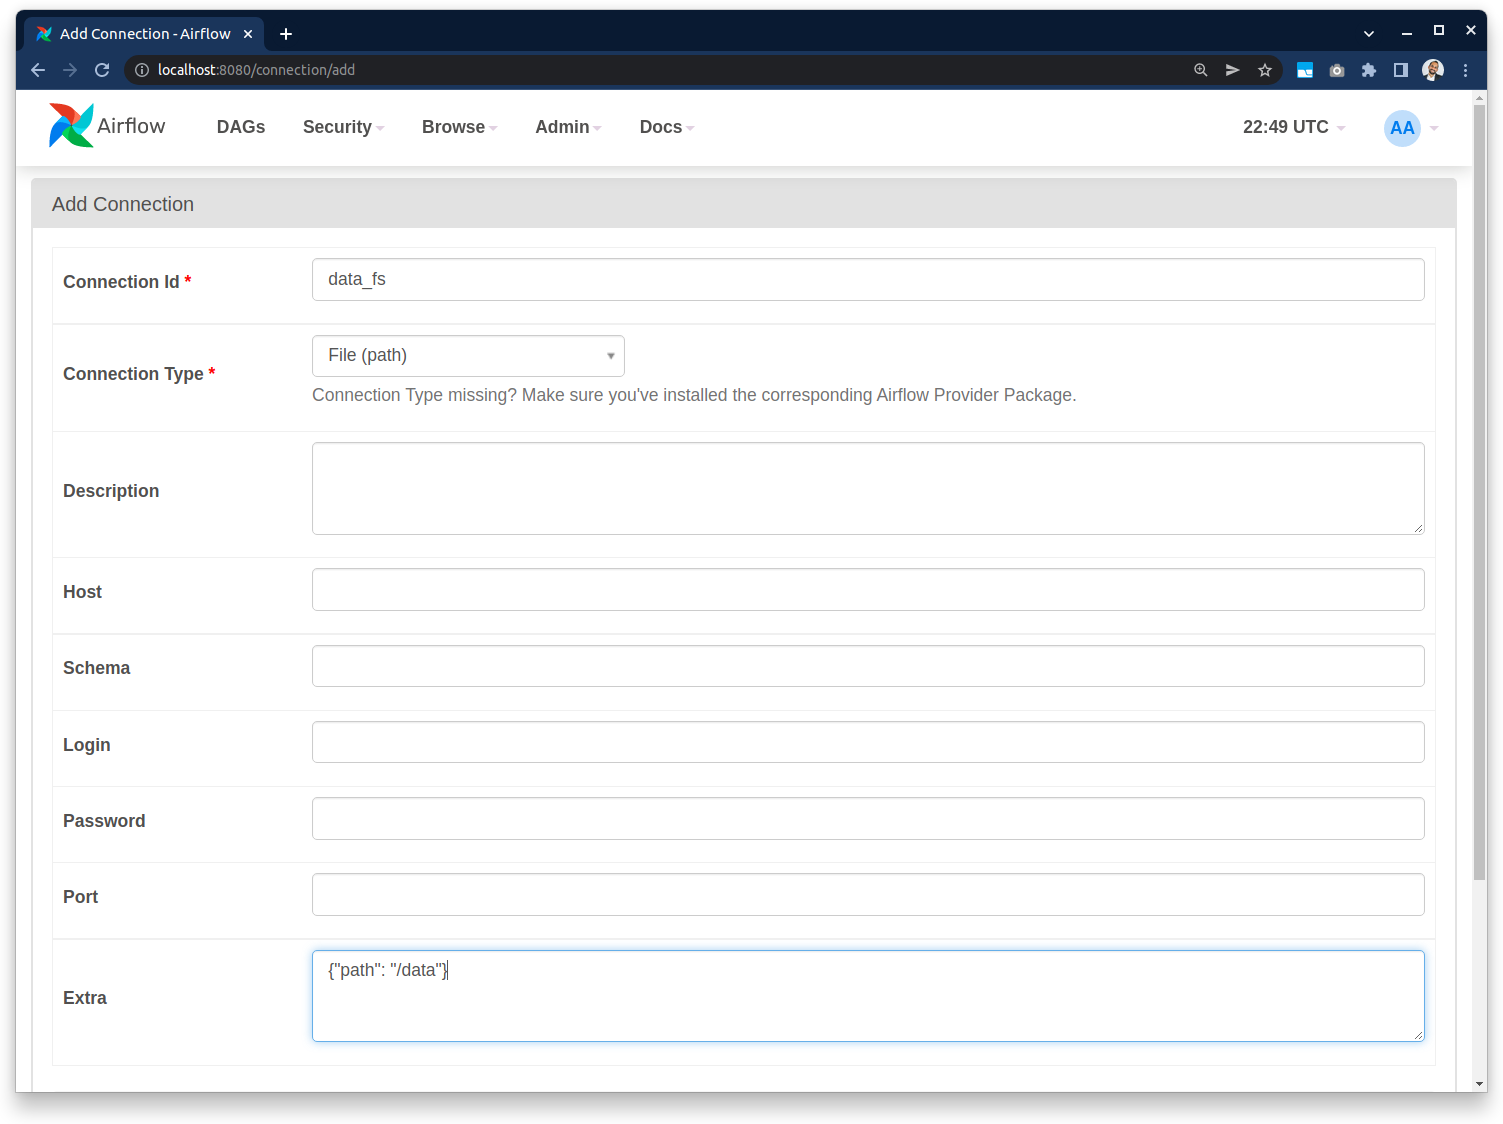 Add Connection - Airflow
localhost:8080/connection/add
Airflow DAGs Security Browse Admin Docs 22:49 UTC AA
Add Connection
Connection Id * data_fs
Connection Type * File (path)
Connection Type missing? Make sure you've installed the corresponding Airflow Provider Package.
Description
Host
Schema
Login
Password
Port
Extra {"path": "/data"}